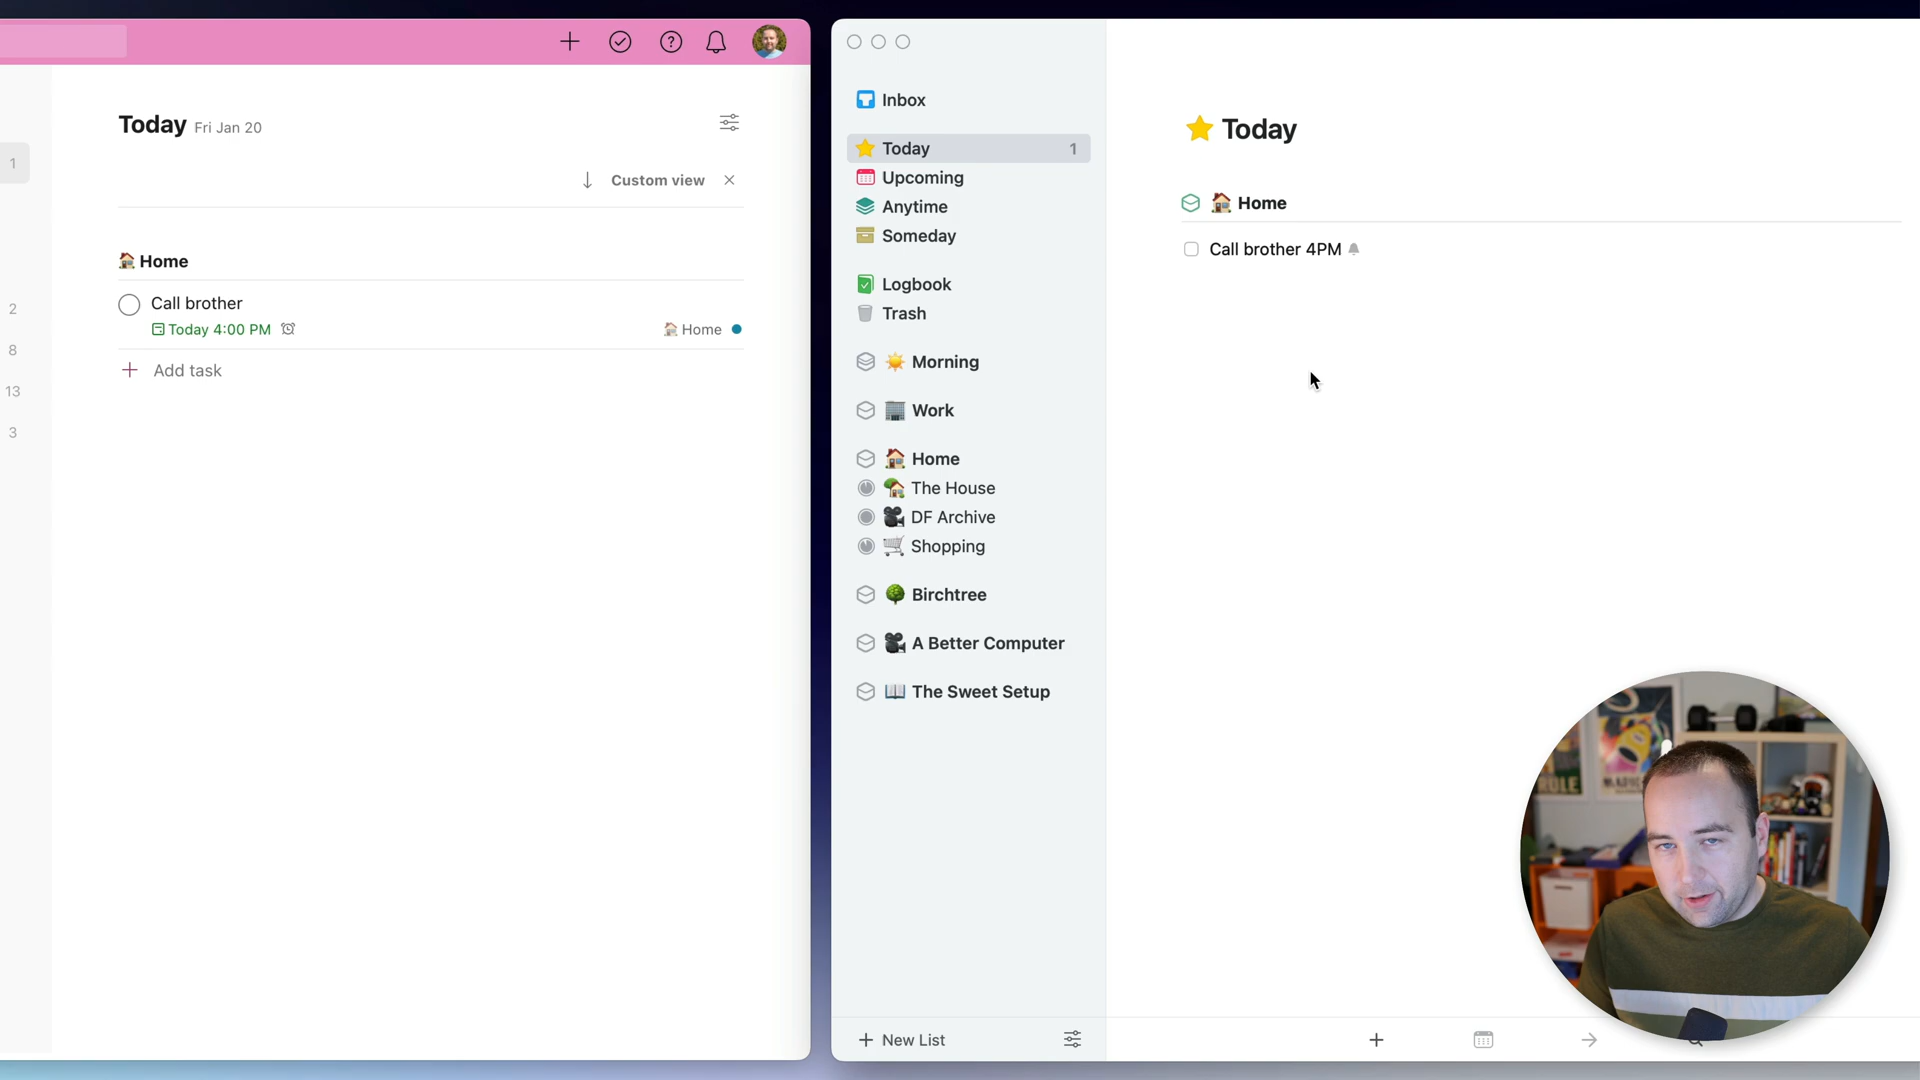 Today Fri Jan 20
1
Custom view
Home
Call brother
Today 4:00 PM
Home
Add task
2
8
13
3
Inbox
Today 1
Upcoming
Anytime
Someday
Logbook
Trash
Morning
Work
Home
The House
DF Archive
Shopping
Birchtree
A Better Computer
The Sweet Setup
New List
Today
Home
Call brother 4PM